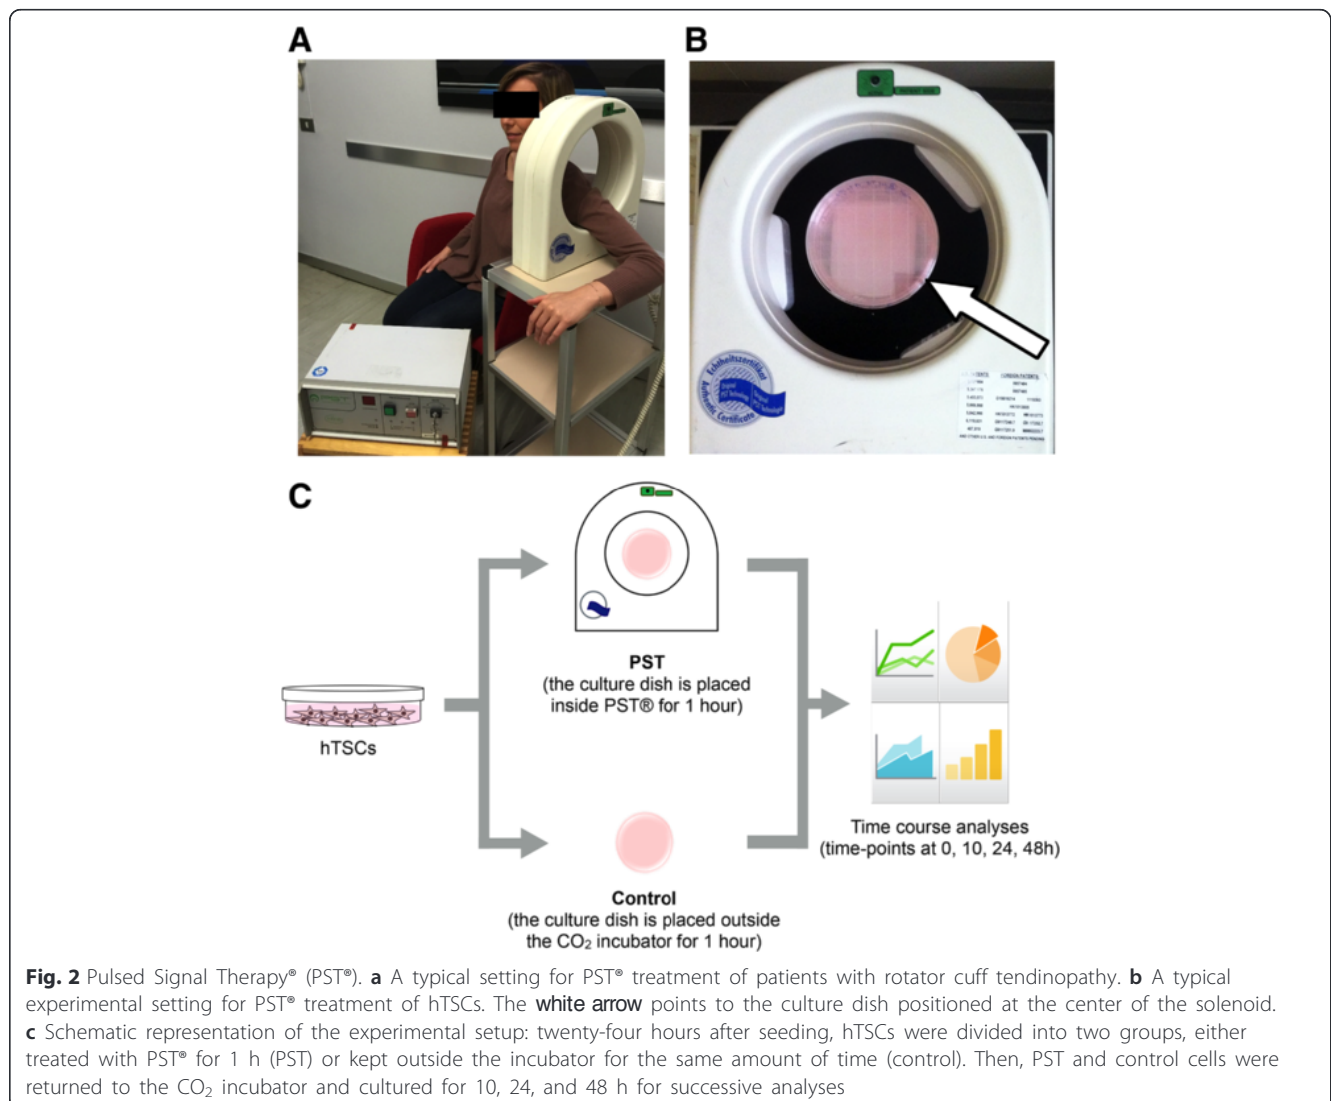 A
B
PATIENT SIDE
Echtheitszertifikat
Authentic Certificate
C
PST
(the culture dish is placed
inside PST® for 1 hour)
hTSCs
Time course analyses
(time-points at 0, 10, 24, 48h)
Control
(the culture dish is placed outside
the CO₂ incubator for 1 hour)
Fig. 2 Pulsed Signal Therapy® (PST®). a A typical setting for PST® treatment of patients with rotator cuff tendinopathy. b A typical
experimental setting for PST® treatment of hTSCs. The white arrow points to the culture dish positioned at the center of the solenoid.
c Schematic representation of the experimental setup: twenty-four hours after seeding, hTSCs were divided into two groups, either
treated with PST® for 1 h (PST) or kept outside the incubator for the same amount of time (control). Then, PST and control cells were
returned to the CO₂ incubator and cultured for 10, 24, and 48 h for successive analyses